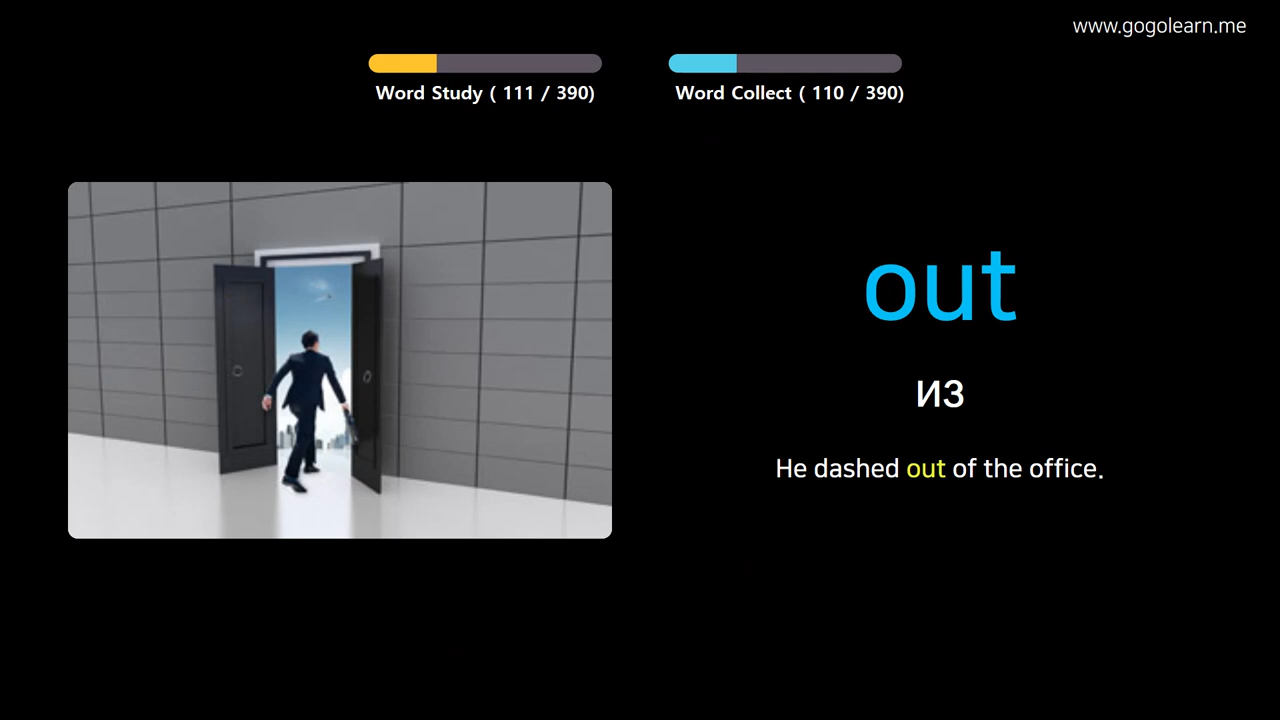 www.gogolearn.me
Word Study ( 111 / 390)
Word Collect ( 110 / 390)
out
из
He dashed out of the office.